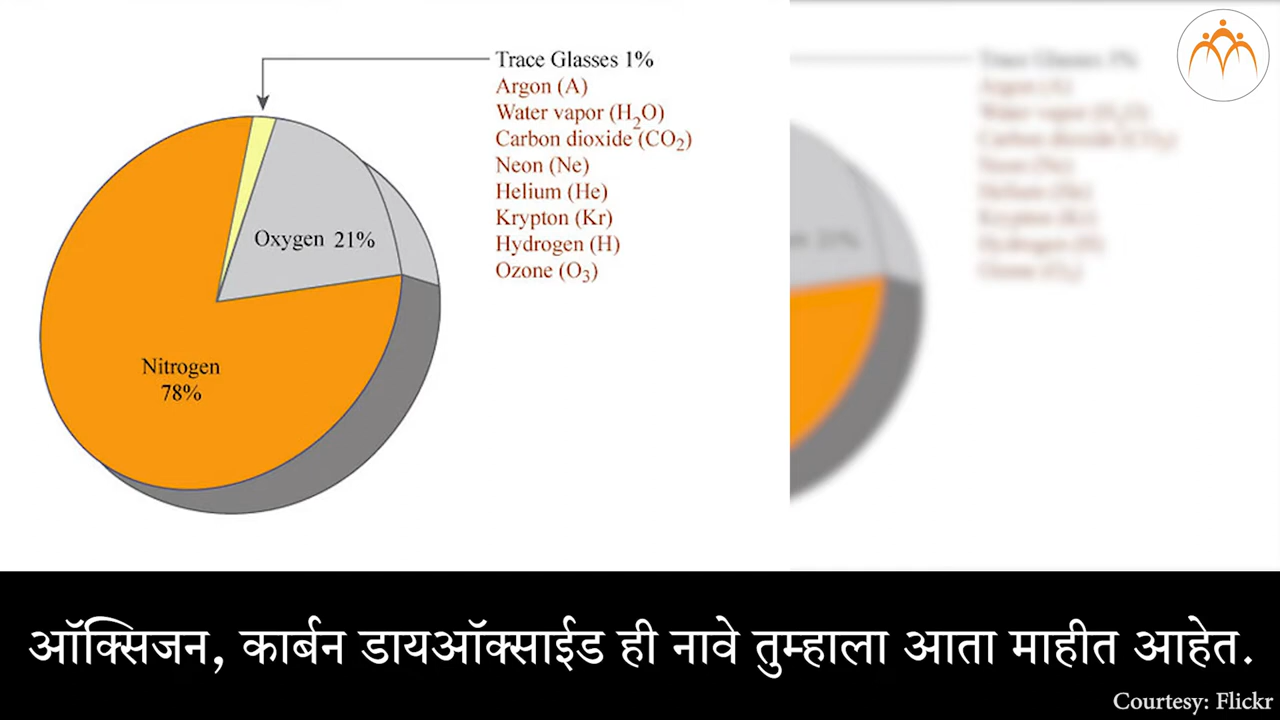 Trace Glasses 1%
Argon (A)
Water vapor (H₂O)
Carbon dioxide (CO₂)
Neon (Ne)
Helium (He)
Krypton (Kr)
Hydrogen (H)
Ozone (O₃)
Oxygen 21%
Nitrogen
78%
ऑक्सिजन, कार्बन डायऑक्साईड ही नावे तुम्हाला आता माहीत आहेत.
Courtesy: Flickr